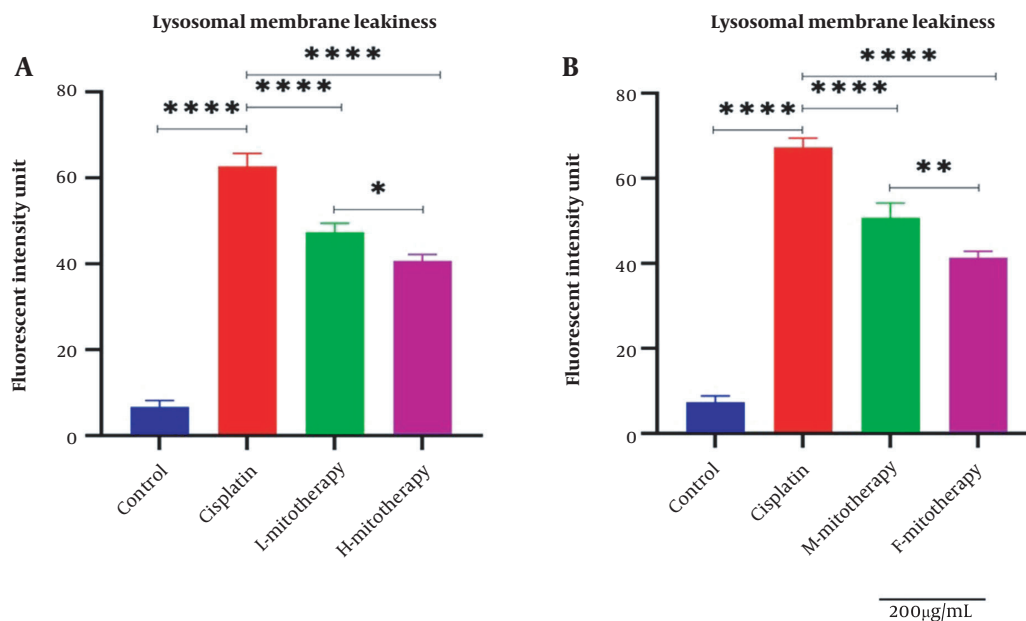 Lysosomal membrane leakiness
A
****
****
****
*
80
60
40
20
0
Fluorescent intensity unit
Control
Cisplatin
L-mitotherapy
H-mitotherapy
Lysosomal membrane leakiness
B
****
****
****
**
80
60
40
20
0
Fluorescent intensity unit
Control
Cisplatin
M-mitotherapy
F-mitotherapy
200μg/mL